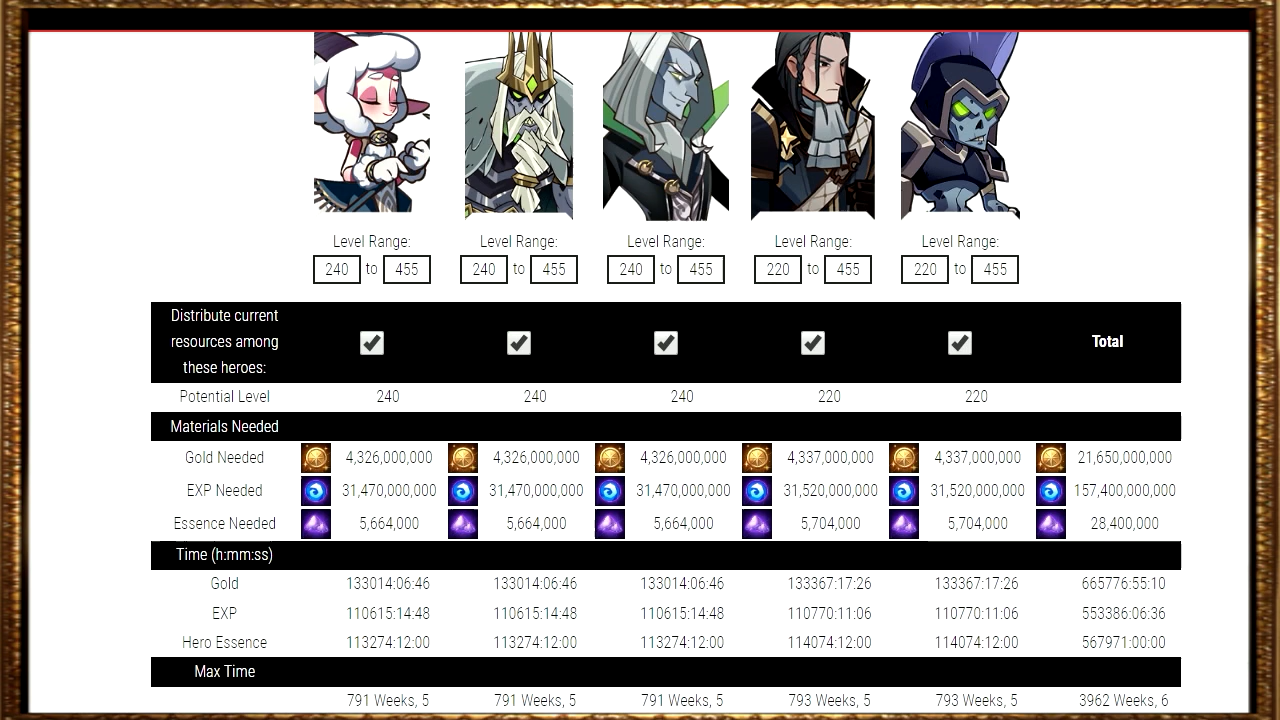 Level Range: Level Range: Level Range: Level Range: Level Range:
240 to 455 240 to 455 240 to 455 220 to 455 220 to 455
Distribute current
resources among
these heroes:
Total
Potential Level 240 240 240 220 220
Materials Needed
Gold Needed 4,326,000,000 4,326,000,000 4,326,000,000 4,337,000,000 4,337,000,000 21,650,000,000
EXP Needed 31,470,000,000 31,470,000,000 31,470,000,000 31,520,000,000 31,520,000,000 157,400,000,000
Essence Needed 5,664,000 5,664,000 5,664,000 5,704,000 5,704,000 28,400,000
Time (h:mm:ss)
Gold 133014:06:46 133014:06:46 133014:06:46 133367:17:26 133367:17:26 665776:55:10
EXP 110615:14:48 110615:14:48 110615:14:48 110770:11:06 110770:11:06 553386:06:36
Hero Essence 113274:12:00 113274:12:00 113274:12:00 114074:12:00 114074:12:00 567971:00:00
Max Time
791 Weeks, 5 791 Weeks, 5 791 Weeks, 5 793 Weeks, 5 793 Weeks, 5 3962 Weeks, 6